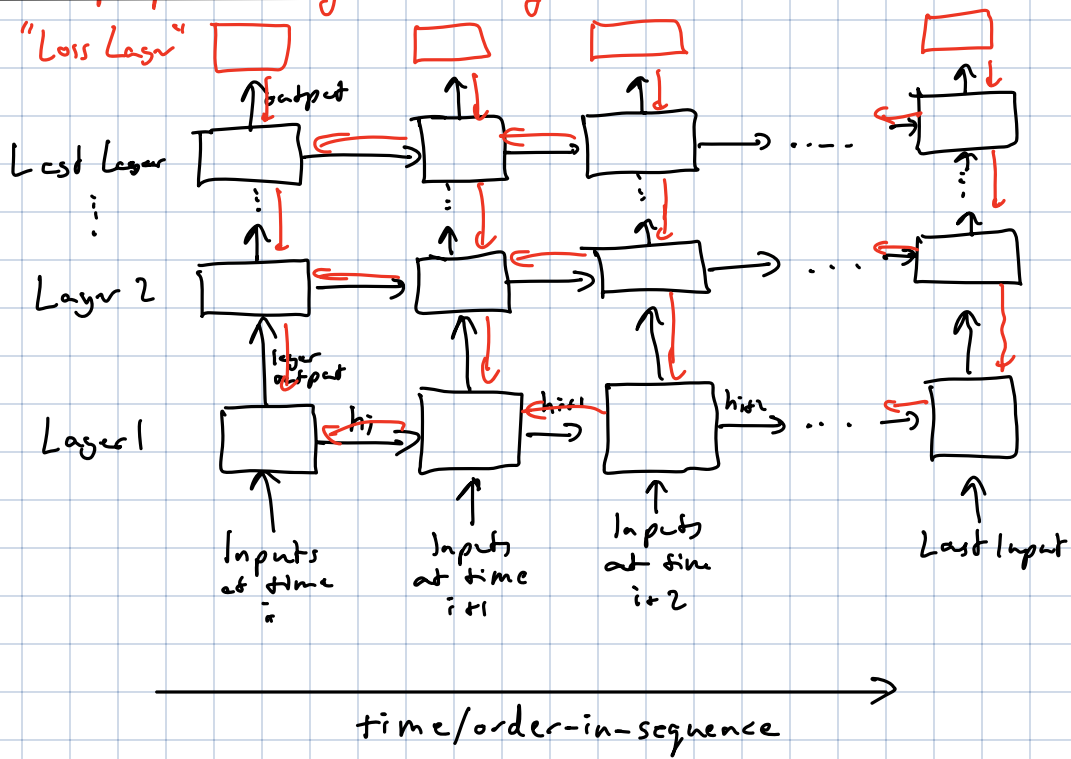 "Loss Layer"
output
Last Layer
Layer 2
layer
output
Layer 1
hi
hi+1
hi+2
Inputs
at time
i
Inputs
at time
i+1
Inputs
at time
i+2
Last Input
time/order-in-sequence